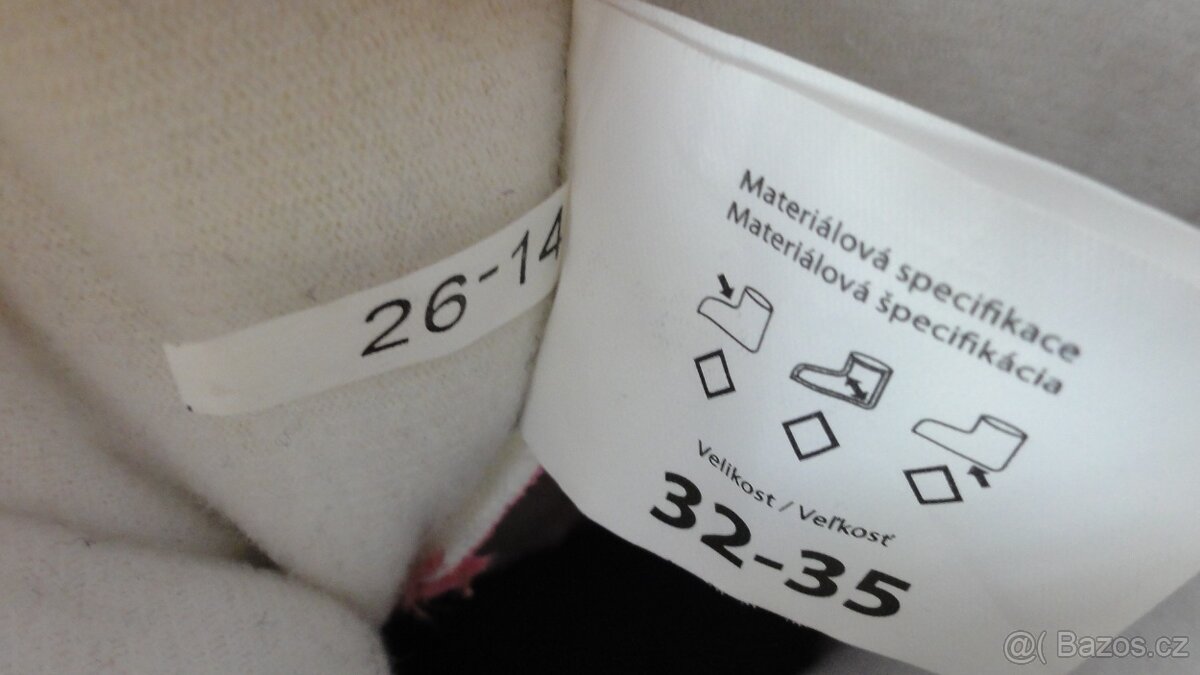 26-14
Materiálová specifikace
Materiálová špecifikácia
Velikost / Veľkosť
32-35
@( Bazos.cz